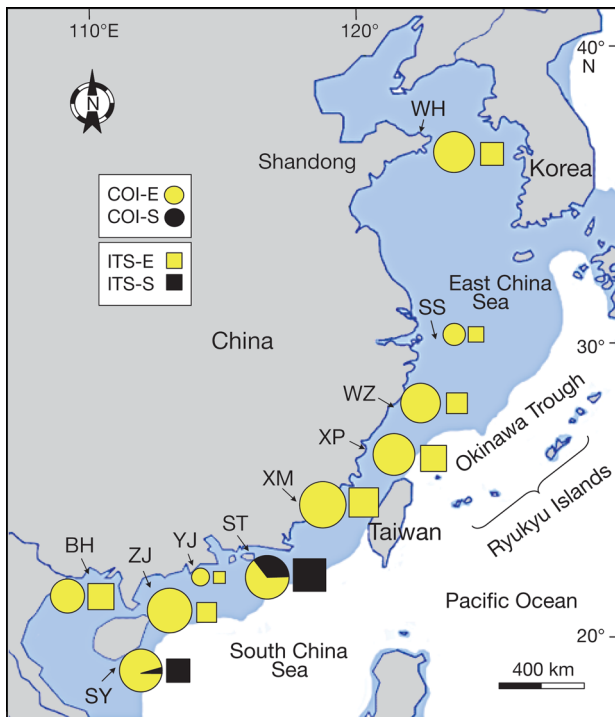 110°E
120°
40°
N
N
WH
Shandong
Korea
COI-E
COI-S
ITS-E
ITS-S
East China
Sea
SS
China
30°
WZ
Okinawa Trough
XP
XM
Ryukyu Islands
ST
Taiwan
YJ
BH
ZJ
Pacific Ocean
20°
South China
Sea
SY
400 km